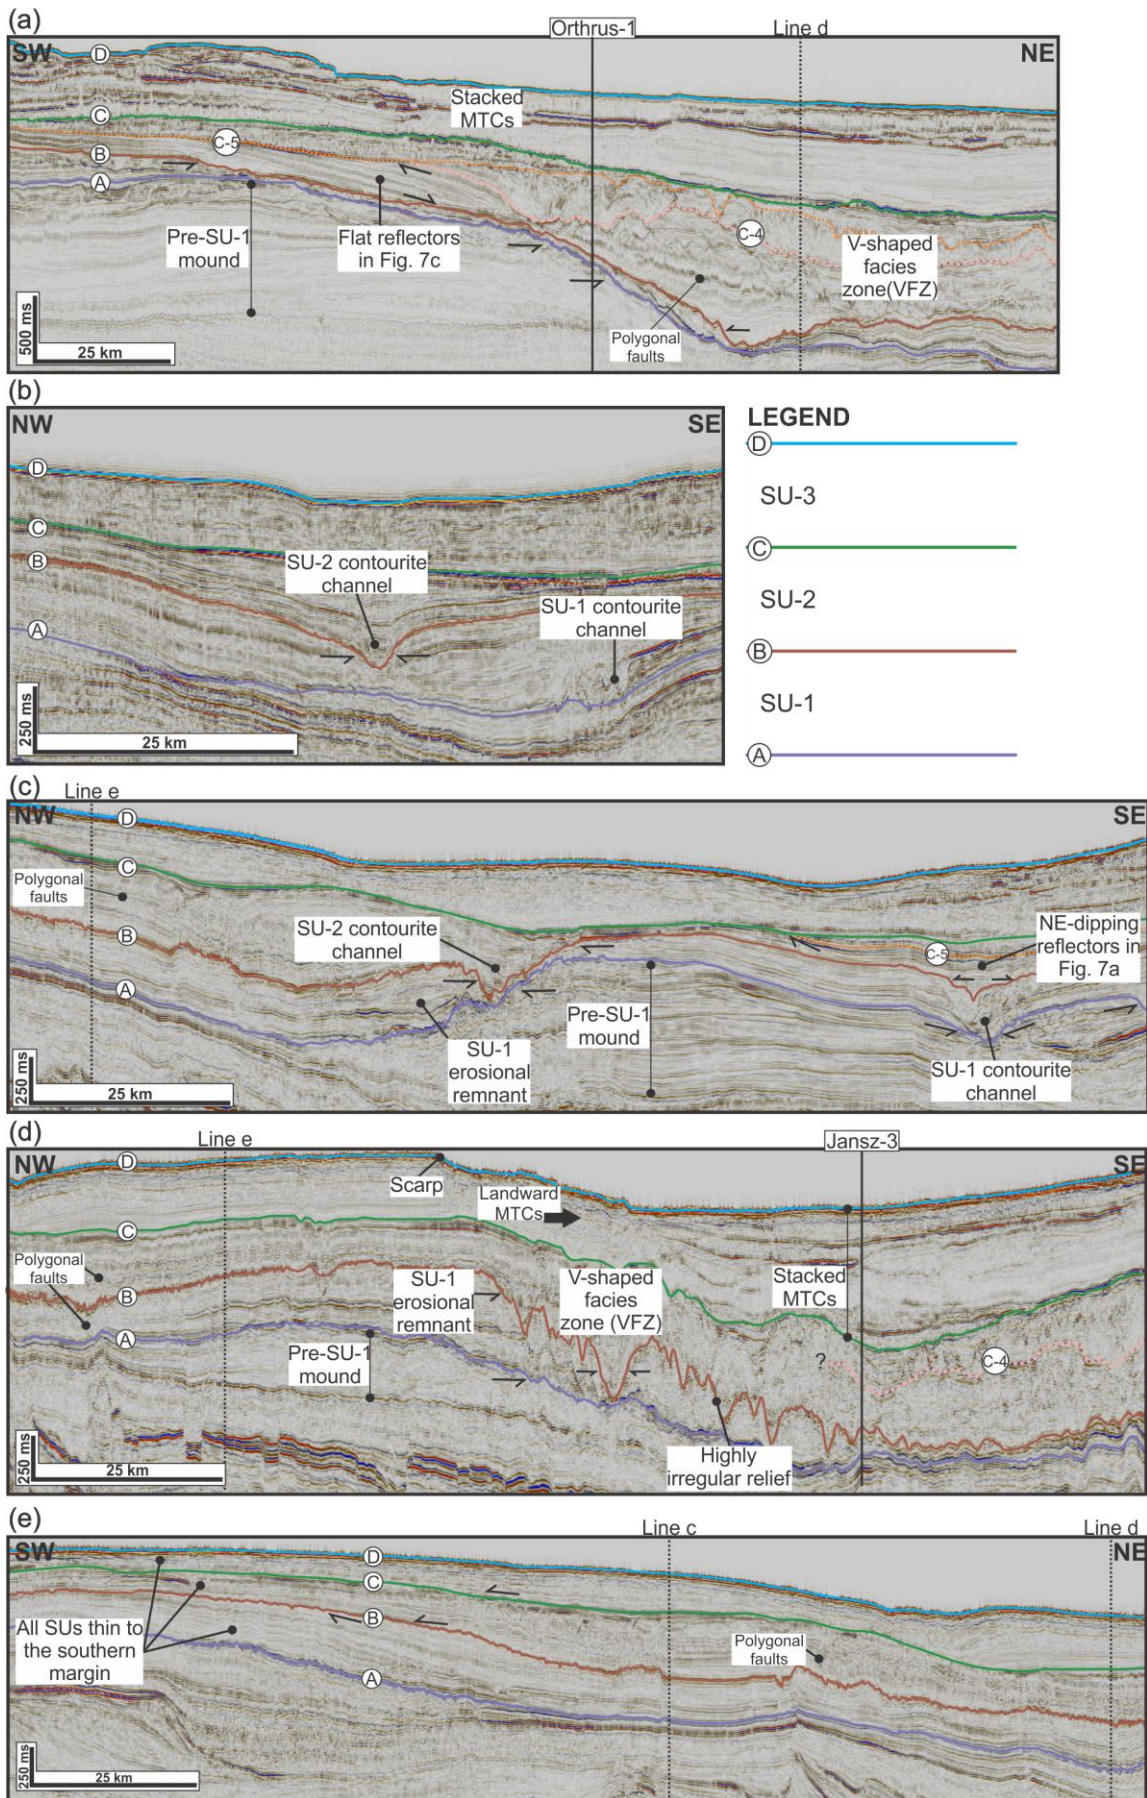 (a)
Orthrus-1
Line d
SW
NE
D
Stacked
MTCs
C
C-5
B
A
Pre-SU-1
mound
Flat reflectors
in Fig. 7c
C-4
V-shaped
facies
zone(VFZ)
Polygonal
faults
500 ms
25 km
(b)
NW
SE
D
C
B
A
SU-2 contourite
channel
SU-1 contourite
channel
250 ms
25 km
LEGEND
D
SU-3
C
SU-2
B
SU-1
A
(c)
Line e
NW
SE
D
C
Polygonal
faults
B
A
SU-2 contourite
channel
SU-1
erosional
remnant
Pre-SU-1
mound
C-5
NE-dipping
reflectors in
Fig. 7a
SU-1 contourite
channel
250 ms
25 km
(d)
Line e
Jansz-3
NW
SE
D
Scarp
Landward
MTCs
C
Polygonal
faults
B
A
SU-1
erosional
remnant
V-shaped
facies
zone (VFZ)
Stacked
MTCs
Pre-SU-1
mound
?
C-4
Highly
irregular relief
250 ms
25 km
(e)
Line c
Line d
SW
NE
D
C
B
A
All SUs thin to
the southern
margin
Polygonal
faults
250 ms
25 km